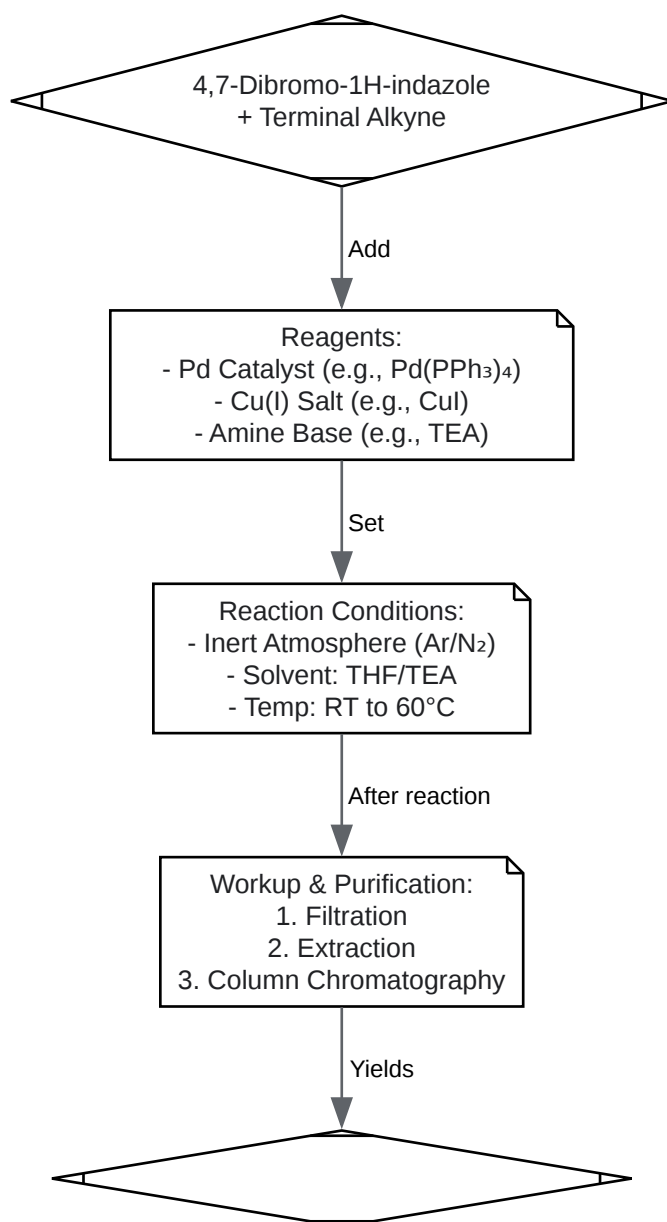 4,7-Dibromo-1H-indazole
+ Terminal Alkyne
Add
Reagents:
- Pd Catalyst (e.g., Pd(PPh₃)₄)
- Cu(I) Salt (e.g., CuI)
- Amine Base (e.g., TEA)
Set
Reaction Conditions:
- Inert Atmosphere (Ar/N₂)
- Solvent: THF/TEA
- Temp: RT to 60°C
After reaction
Workup & Purification:
1. Filtration
2. Extraction
3. Column Chromatography
Yields